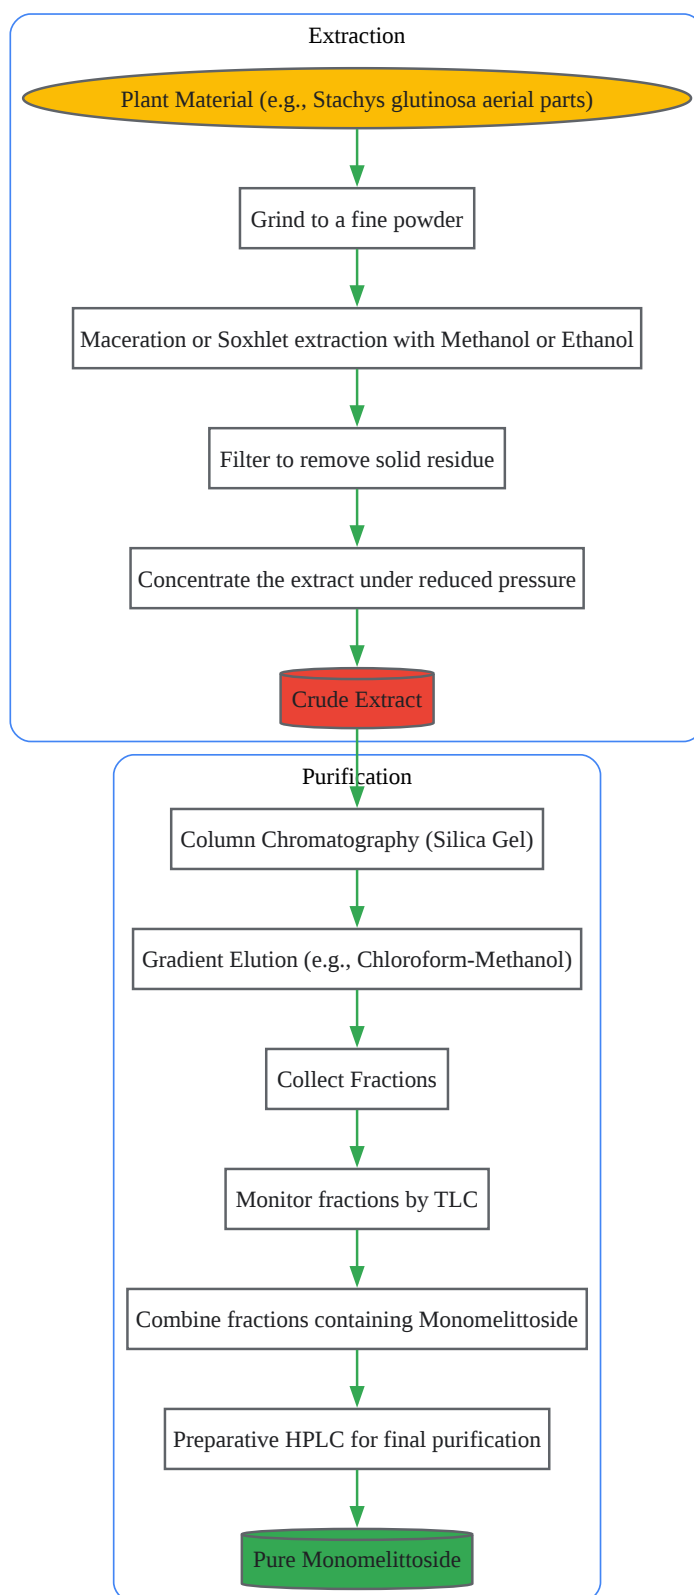 Extraction
Plant Material (e.g., Stachys glutinosa aerial parts)
Grind to a fine powder
Maceration or Soxhlet extraction with Methanol or Ethanol
Filter to remove solid residue
Concentrate the extract under reduced pressure
Crude Extract
Purification
Column Chromatography (Silica Gel)
Gradient Elution (e.g., Chloroform-Methanol)
Collect Fractions
Monitor fractions by TLC
Combine fractions containing Monomelittoside
Preparative HPLC for final purification
Pure Monomelittoside